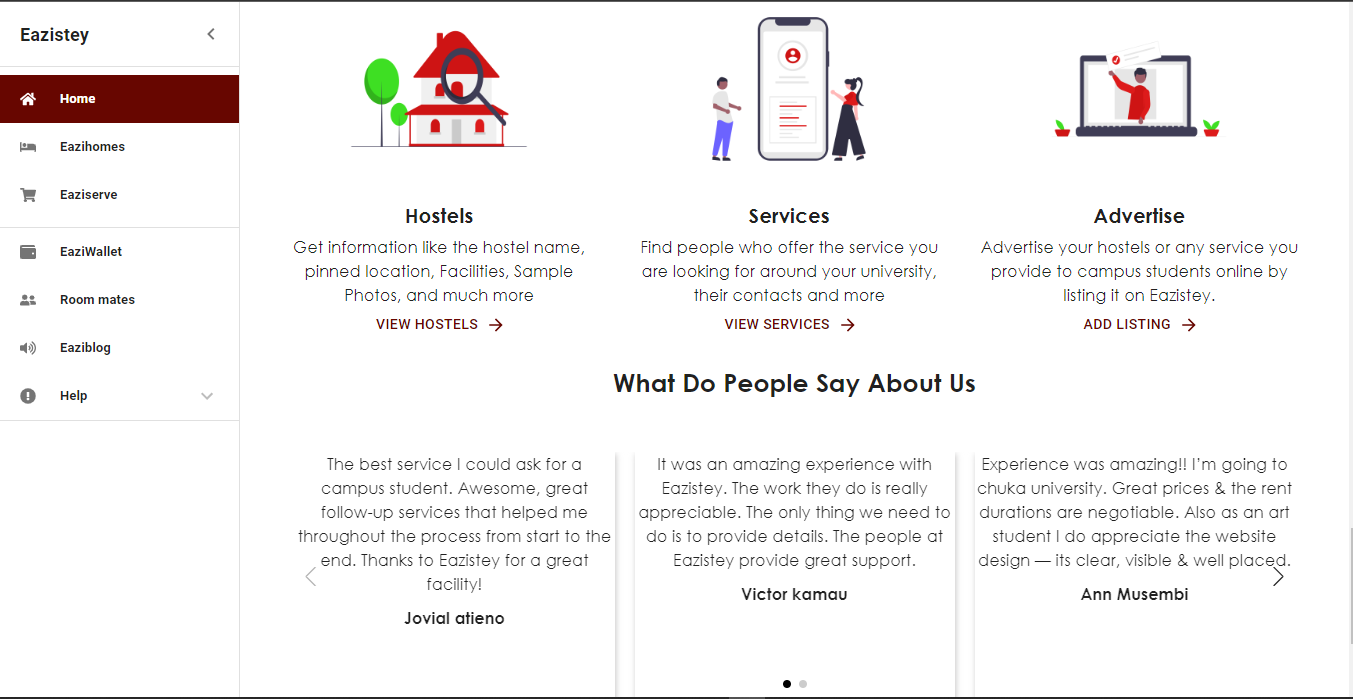 Eazistey
Home
Eazihomes
Eaziserve
EaziWallet
Room mates
Eaziblog
Help
Hostels
Get information like the hostel name,
pinned location, Facilities, Sample
Photos, and much more
VIEW HOSTELS
Services
Find people who offer the service you
are looking for around your university,
their contacts and more
VIEW SERVICES
Advertise
Advertise your hostels or any service you
provide to campus students online by
listing it on Eazistey.
ADD LISTING
What Do People Say About Us
The best service I could ask for a
campus student. Awesome, great
follow-up services that helped me
throughout the process from start to the
end. Thanks to Eazistey for a great
facility!
Jovial atieno
It was an amazing experience with
Eazistey. The work they do is really
appreciable. The only thing we need to
do is to provide details. The people at
Eazistey provide great support.
Victor kamau
Experience was amazing!! I'm going to
chuka university. Great prices & the rent
durations are negotiable. Also as an art
student I do appreciate the website
design — its clear, visible & well placed.
Ann Musembi